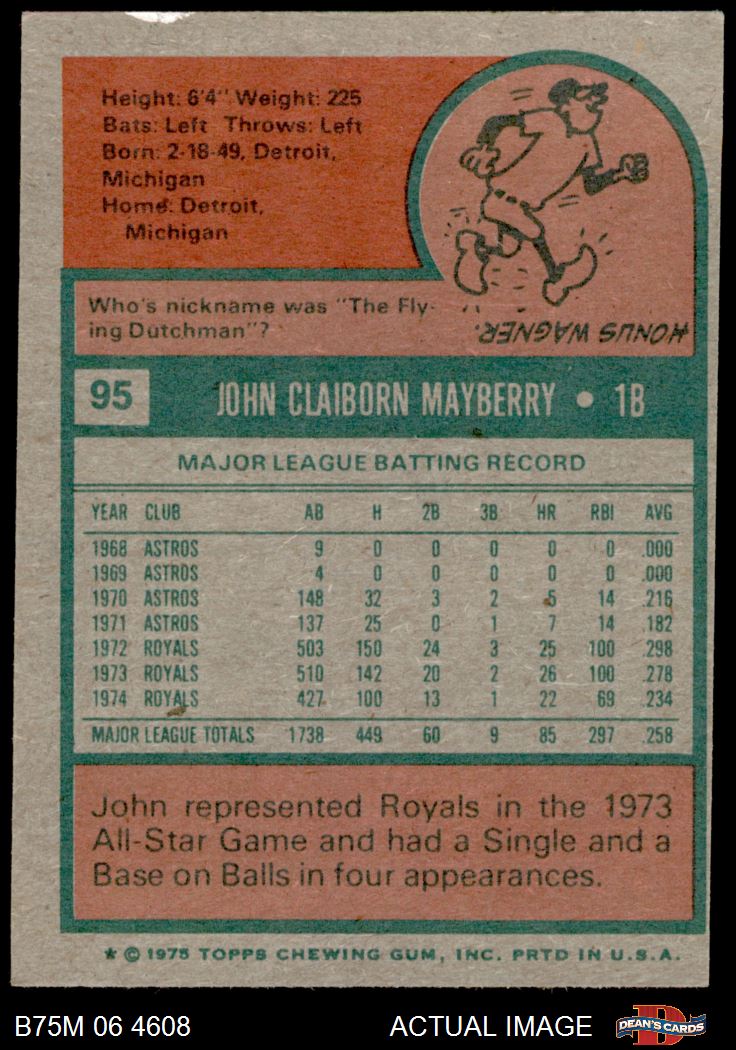 Height: 6'4" Weight: 225
Bats: Left Throws: Left
Born: 2-18-49, Detroit,
Michigan
Home: Detroit,
Michigan
Who's nickname was "The Fly-
ing Dutchman"?
A: HONUS WAGNER.
95 JOHN CLAIBORN MAYBERRY • 1B
MAJOR LEAGUE BATTING RECORD
YEAR CLUB AB H 2B 3B HR RBI AVG
1968 ASTROS 9 0 0 0 0 0 .000
1969 ASTROS 4 0 0 0 0 0 .000
1970 ASTROS 148 32 3 2 5 14 .216
1971 ASTROS 137 25 0 1 7 14 .182
1972 ROYALS 503 150 24 3 25 100 .298
1973 ROYALS 510 142 20 2 26 100 .278
1974 ROYALS 427 100 13 1 22 69 .234
MAJOR LEAGUE TOTALS 1738 449 60 9 85 297 .258
John represented Royals in the 1973
All-Star Game and had a Single and a
Base on Balls in four appearances.
* © 1975 TOPPS CHEWING GUM, INC. PRTD IN U.S.A.
B75M 06 4608 ACTUAL IMAGE
D
DEAN'S CARDS